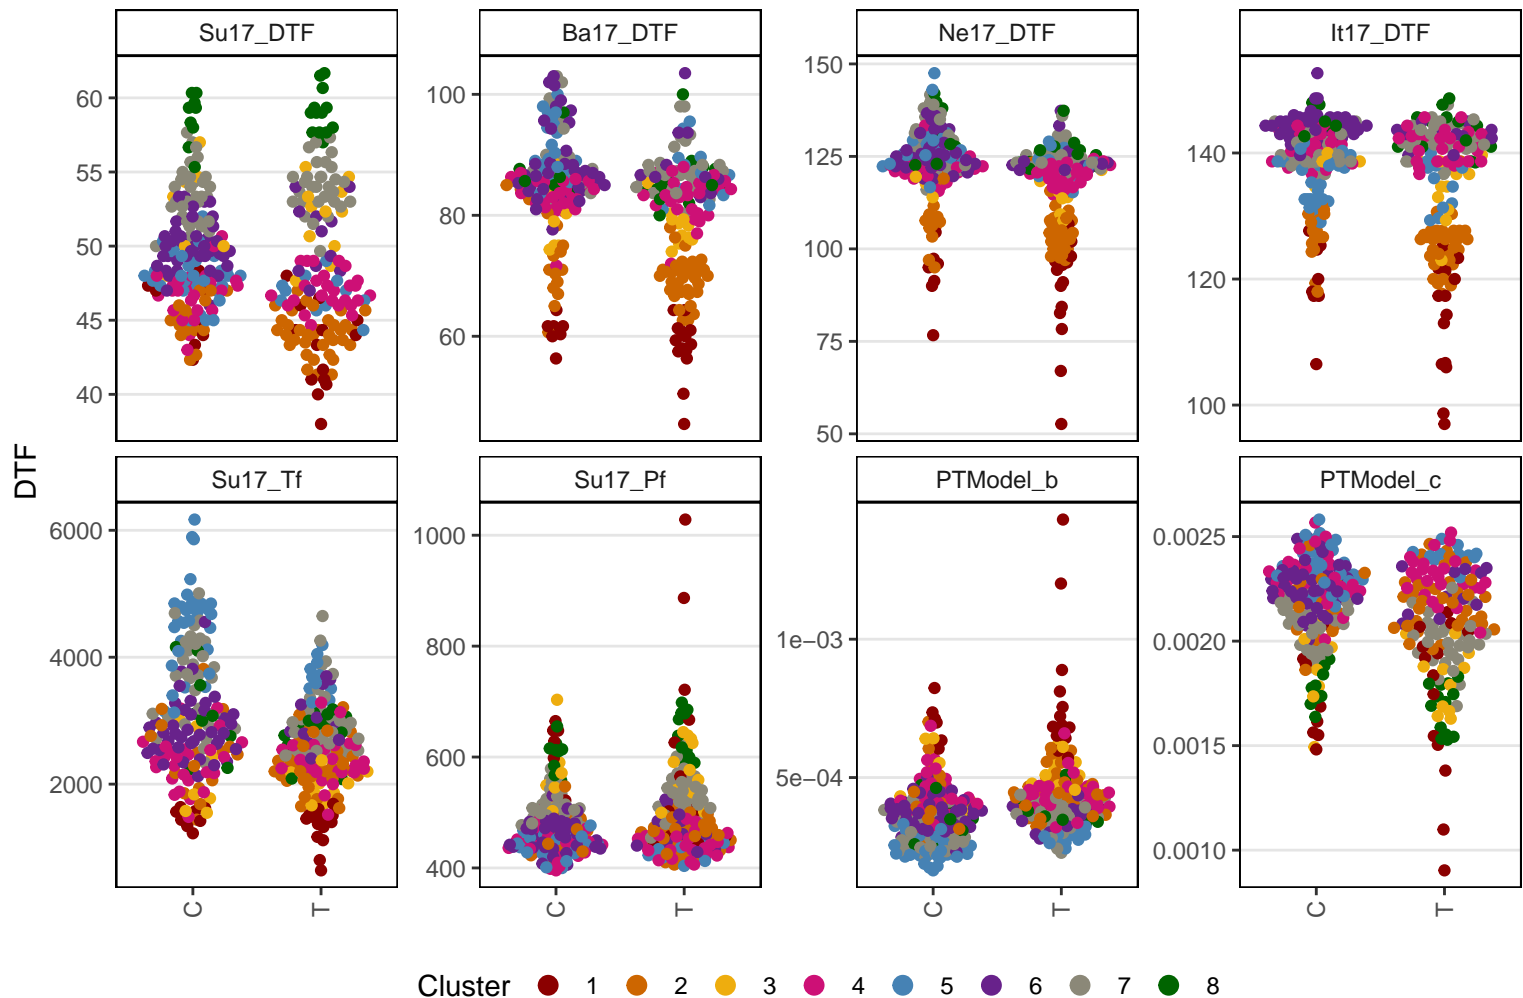 Su17_DTF Ba17_DTF Ne17_DTF It17_DTF
60 55 50 45 40
100 80 60
150 125 100 75 50
140 120 100
DTF
Su17_Tf Su17_Pf PTModel_b PTModel_c
6000 4000 2000
1000 800 600 400
1e−03 5e−04
0.0025 0.0020 0.0015 0.0010
C T C T C T C T
Cluster 1 2 3 4 5 6 7 8